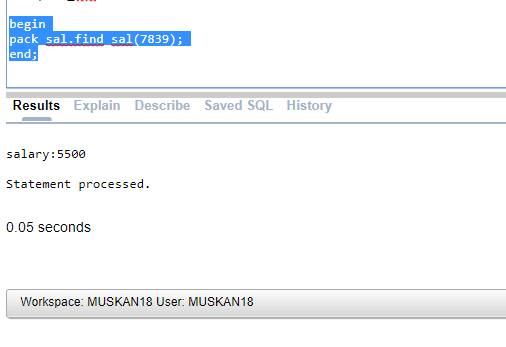 begin
pack_sal.find_sal(7839);
end;
Results Explain Describe Saved SQL History
salary:5500
Statement processed.
0.05 seconds
Workspace: MUSKAN18 User: MUSKAN18